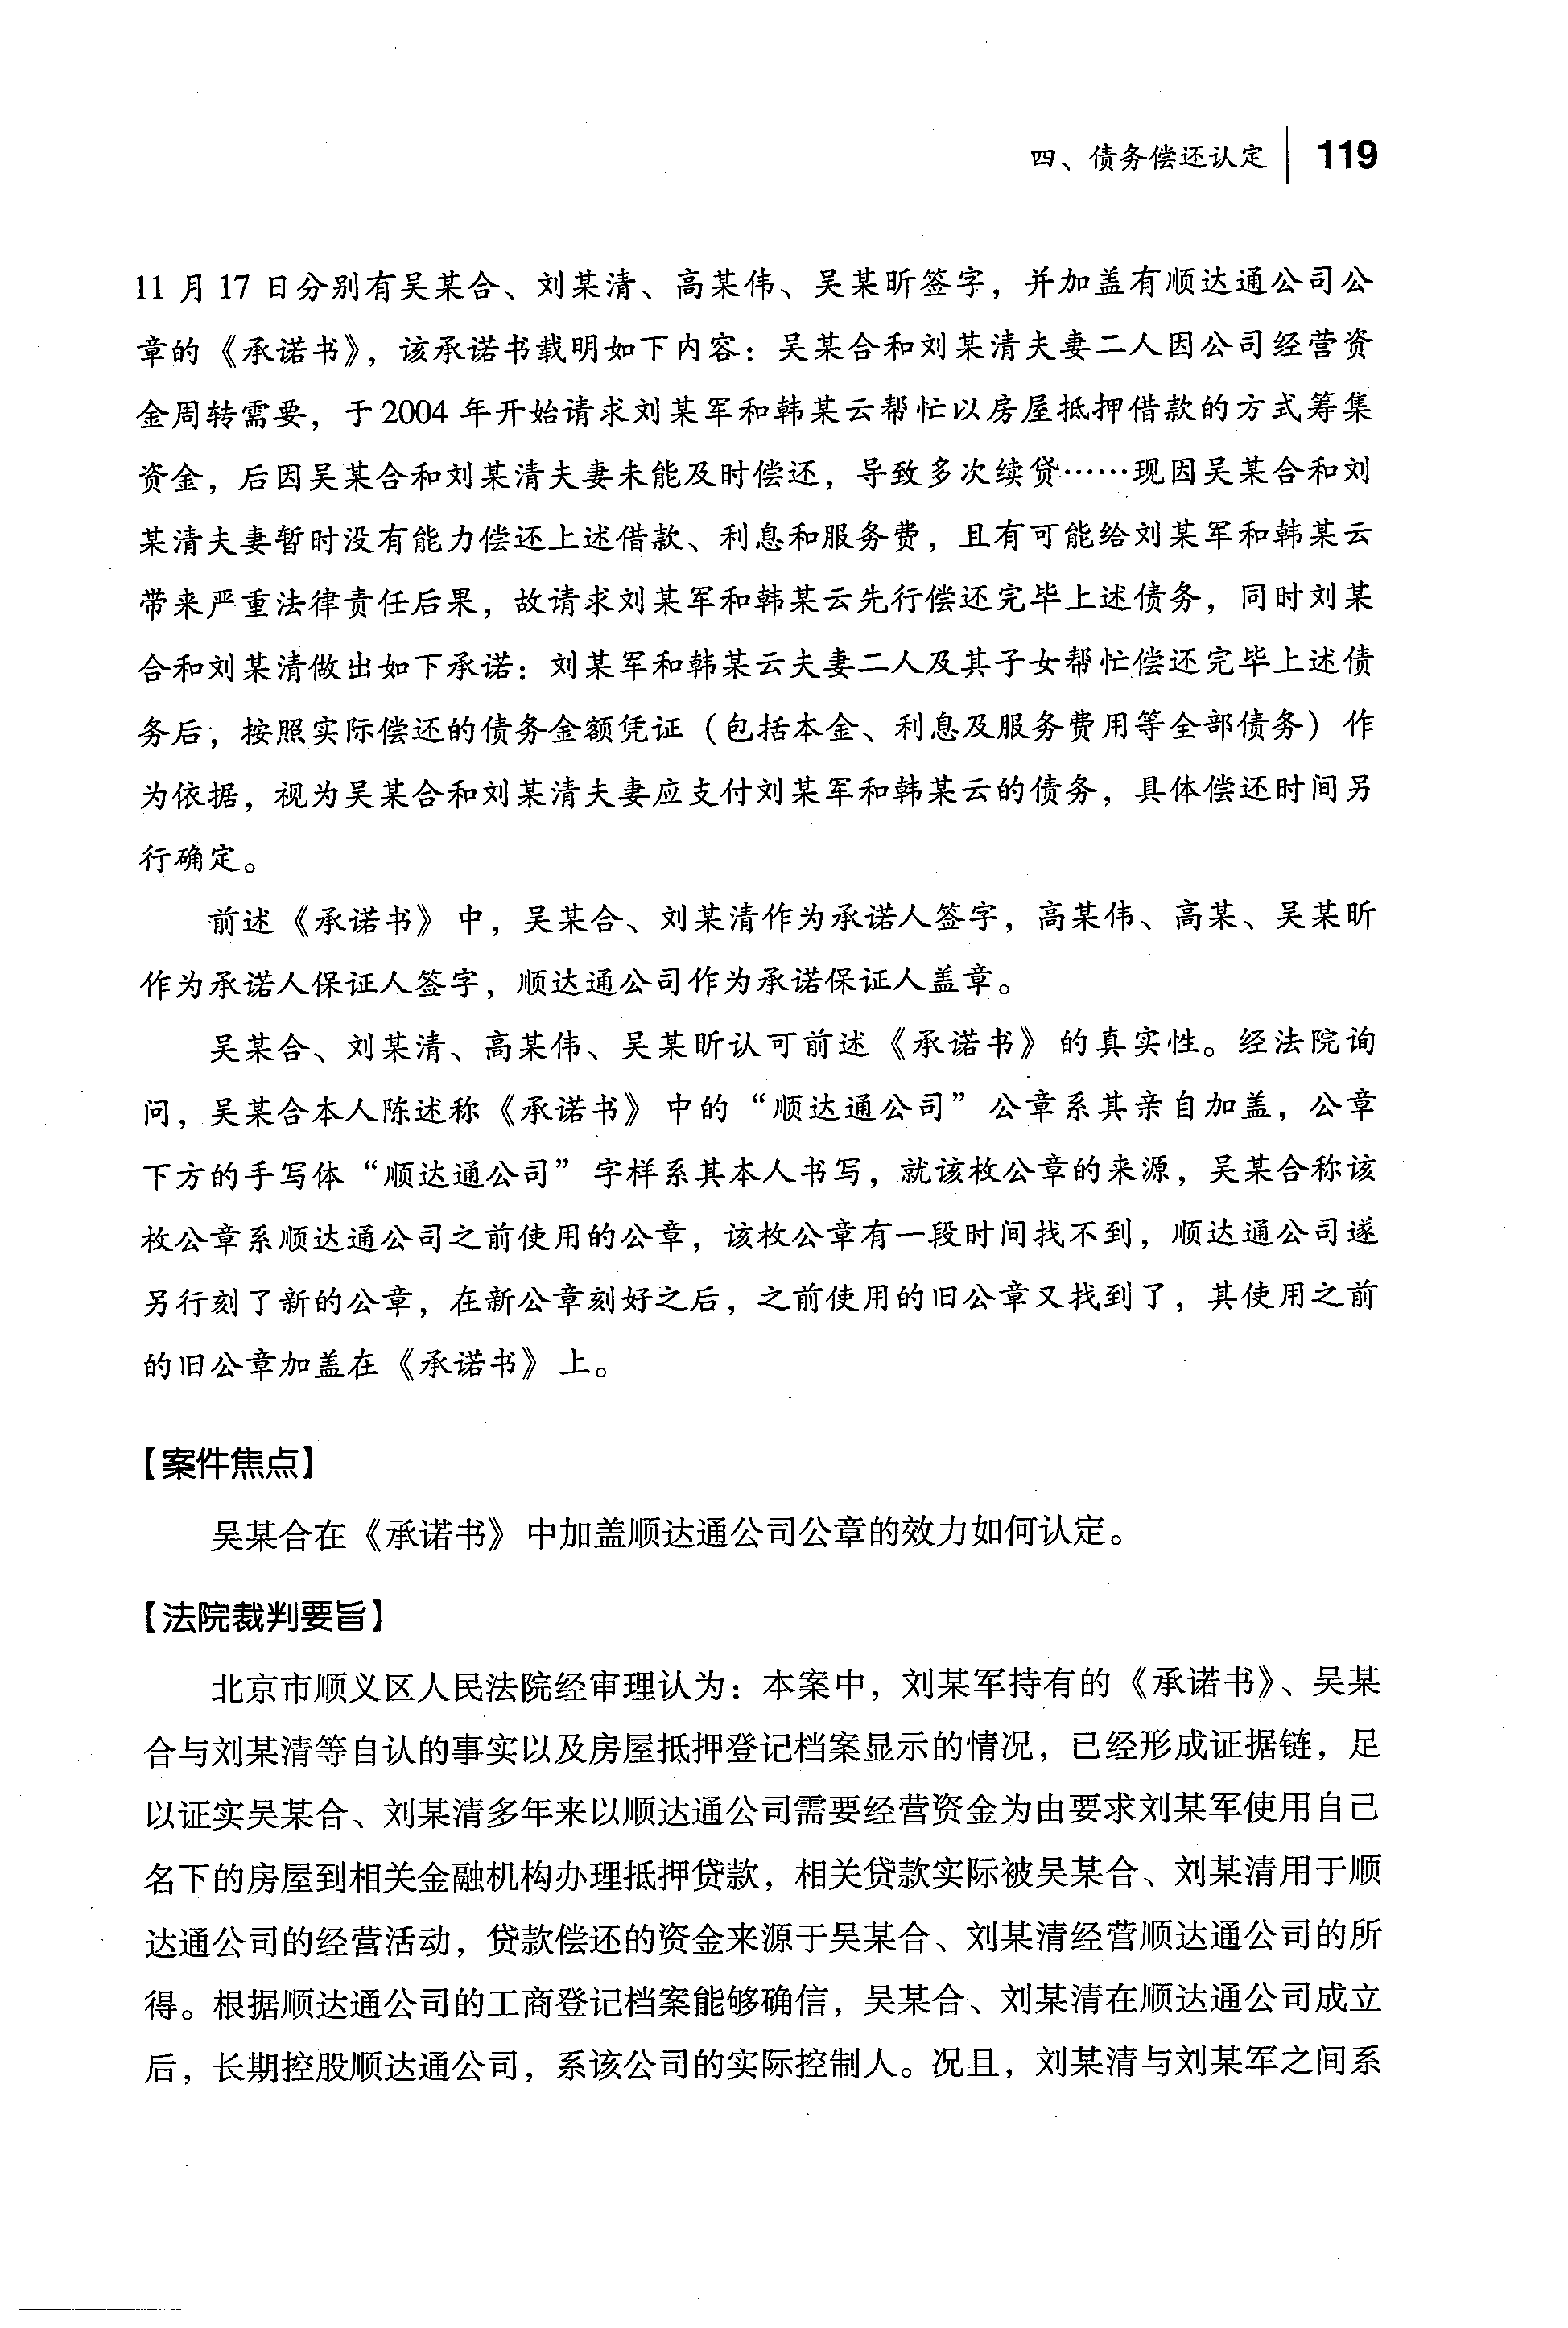 四、债务偿还认定 119
11月17日分别有吴某合、刘某清、高某伟、吴某昕签字，并加盖有顺达通公司公
章的《承诺书》，该承诺书载明如下内容：吴某合和刘某清夫妻二人因公司经营资
金周转需要，于2004年开始请求刘某军和韩某云帮忙以房屋抵押借款的方式筹集
资金，后因吴某合和刘某清夫妻未能及时偿还，导致多次续贷……现因吴某合和刘
某清夫妻暂时没有能力偿还上述借款、利息和服务费，且有可能给刘某军和韩某云
带来严重法律责任后果，故请求刘某军和韩某云先行偿还完毕上述债务，同时刘某
合和刘某清做出如下承诺：刘某军和韩某云夫妻二人及其子女帮忙偿还完毕上述债
务后，按照实际偿还的债务金额凭证（包括本金、利息及服务费用等全部债务）作
为依据，视为吴某合和刘某清夫妻应支付刘某军和韩某云的债务，具体偿还时间另
行确定。
前述《承诺书》中，吴某合、刘某清作为承诺人签字，高某伟、高某、吴某昕
作为承诺人保证人签字，顺达通公司作为承诺保证人盖章。
吴某合、刘某清、高某伟、吴某昕认可前述《承诺书》的真实性。经法院询
问，吴某合本人陈述称《承诺书》中的“顺达通公司”公章系其亲自加盖，公章
下方的手写体“顺达通公司”字样系其本人书写，就该枚公章的来源，吴某合称该
枚公章系顺达通公司之前使用的公章，该枚公章有一段时间找不到，顺达通公司遂
另行刻了新的公章，在新公章刻好之后，之前使用的旧公章又找到了，其使用之前
的旧公章加盖在《承诺书》上。
【案件焦点】
吴某合在《承诺书》中加盖顺达通公司公章的效力如何认定。
【法院裁判要旨】
北京市顺义区人民法院经审理认为：本案中，刘某军持有的《承诺书》、吴某
合与刘某清等自认的事实以及房屋抵押登记档案显示的情况，已经形成证据链，足
以证实吴某合、刘某清多年来以顺达通公司需要经营资金为由要求刘某军使用自己
名下的房屋到相关金融机构办理抵押贷款，相关贷款实际被吴某合、刘某清用于顺
达通公司的经营活动，贷款偿还的资金来源于吴某合、刘某清经营顺达通公司的所
得。根据顺达通公司的工商登记档案能够确信，吴某合、刘某清在顺达通公司成立
后，长期控股顺达通公司，系该公司的实际控制人。况且，刘某清与刘某军之间系